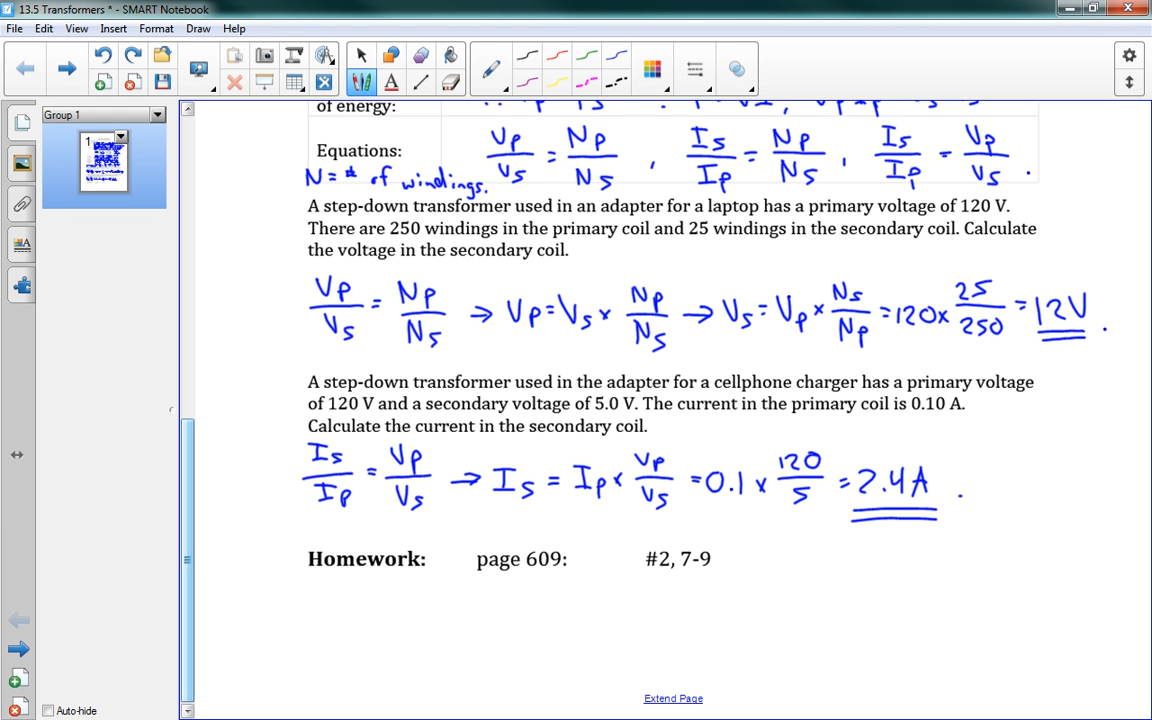 13.5 Transformers * - SMART Notebook
File Edit View Insert Format Draw Help
Group 1
1
of energy:
Equations:
Vp/Vs = Np/Ns , Is/Ip = Np/Ns , Is/Ip = Vp/Vs .
N = # of windings.
A step-down transformer used in an adapter for a laptop has a primary voltage of 120 V.
There are 250 windings in the primary coil and 25 windings in the secondary coil. Calculate
the voltage in the secondary coil.
Vp/Vs = Np/Ns → Vp = Vs × Np/Ns → Vs = Vp × Ns/Np = 120 × 25/250 = 12V .
A step-down transformer used in the adapter for a cellphone charger has a primary voltage
of 120 V and a secondary voltage of 5.0 V. The current in the primary coil is 0.10 A.
Calculate the current in the secondary coil.
Is/Ip = Vp/Vs → Is = Ip × Vp/Vs = 0.1 × 120/5 = 2.4A .
Homework: page 609: #2, 7-9
Extend Page
Auto-hide